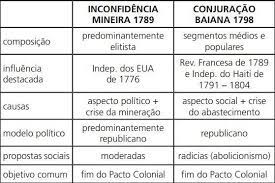 INCONFIDÊNCIA
MINEIRA 1789
CONJURAÇÃO
BAIANA 1798
composição
predominantemente
elitista
segmentos médios e
populares
influência
destacada
Indep. dos EUA
de 1776
Rev. Francesa de 1789
e Indep. do Haiti de
1791 – 1804
causas
aspecto político +
crise da mineração
aspecto social + crise
do abastecimento
modelo político
predominantemente
republicano
republicano
propostas sociais
moderadas
radicias (abolicionismo)
objetivo comum
fim do Pacto Colonial
fim do Pacto Colonial